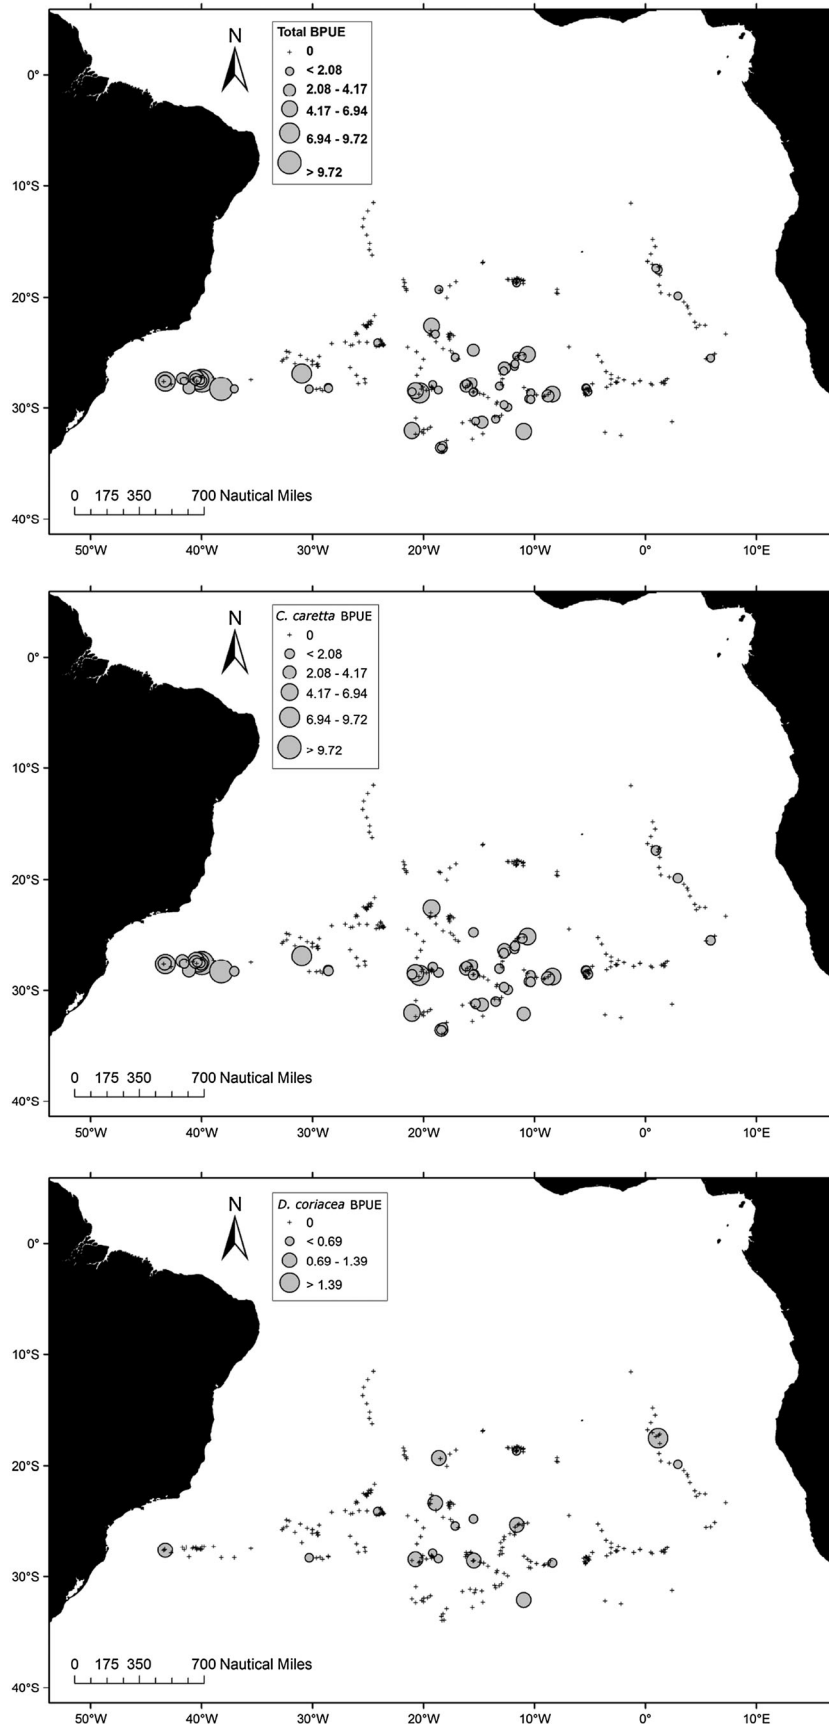 N
Total BPUE
0
< 2.08
2.08 - 4.17
4.17 - 6.94
6.94 - 9.72
> 9.72
0°
10°S
20°S
30°S
40°S
0 175 350 700 Nautical Miles
50°W 40°W 30°W 20°W 10°W 0° 10°E
N
C. caretta BPUE
0
< 2.08
2.08 - 4.17
4.17 - 6.94
6.94 - 9.72
> 9.72
0°
10°S
20°S
30°S
40°S
0 175 350 700 Nautical Miles
50°W 40°W 30°W 20°W 10°W 0° 10°E
N
D. coriacea BPUE
0
< 0.69
0.69 - 1.39
> 1.39
0°
10°S
20°S
30°S
40°S
0 175 350 700 Nautical Miles
50°W 40°W 30°W 20°W 10°W 0° 10°E